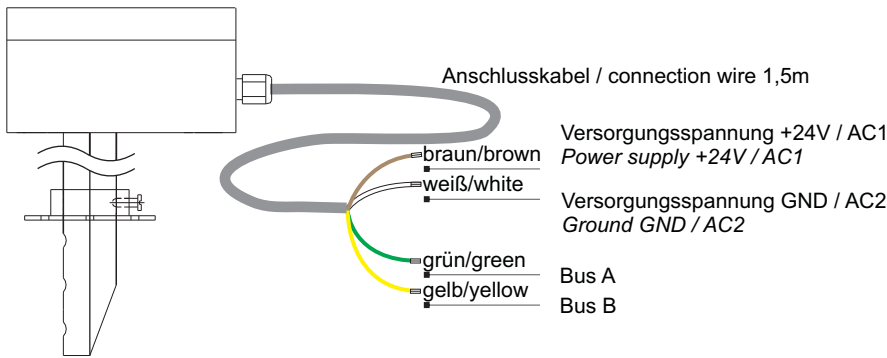 Anschlusskabel / connection wire 1,5m
braun/brown
Versorgungsspannung +24V / AC1
Power supply +24V / AC1
weiß/white
Versorgungsspannung GND / AC2
Ground GND / AC2
grün/green
Bus A
gelb/yellow
Bus B